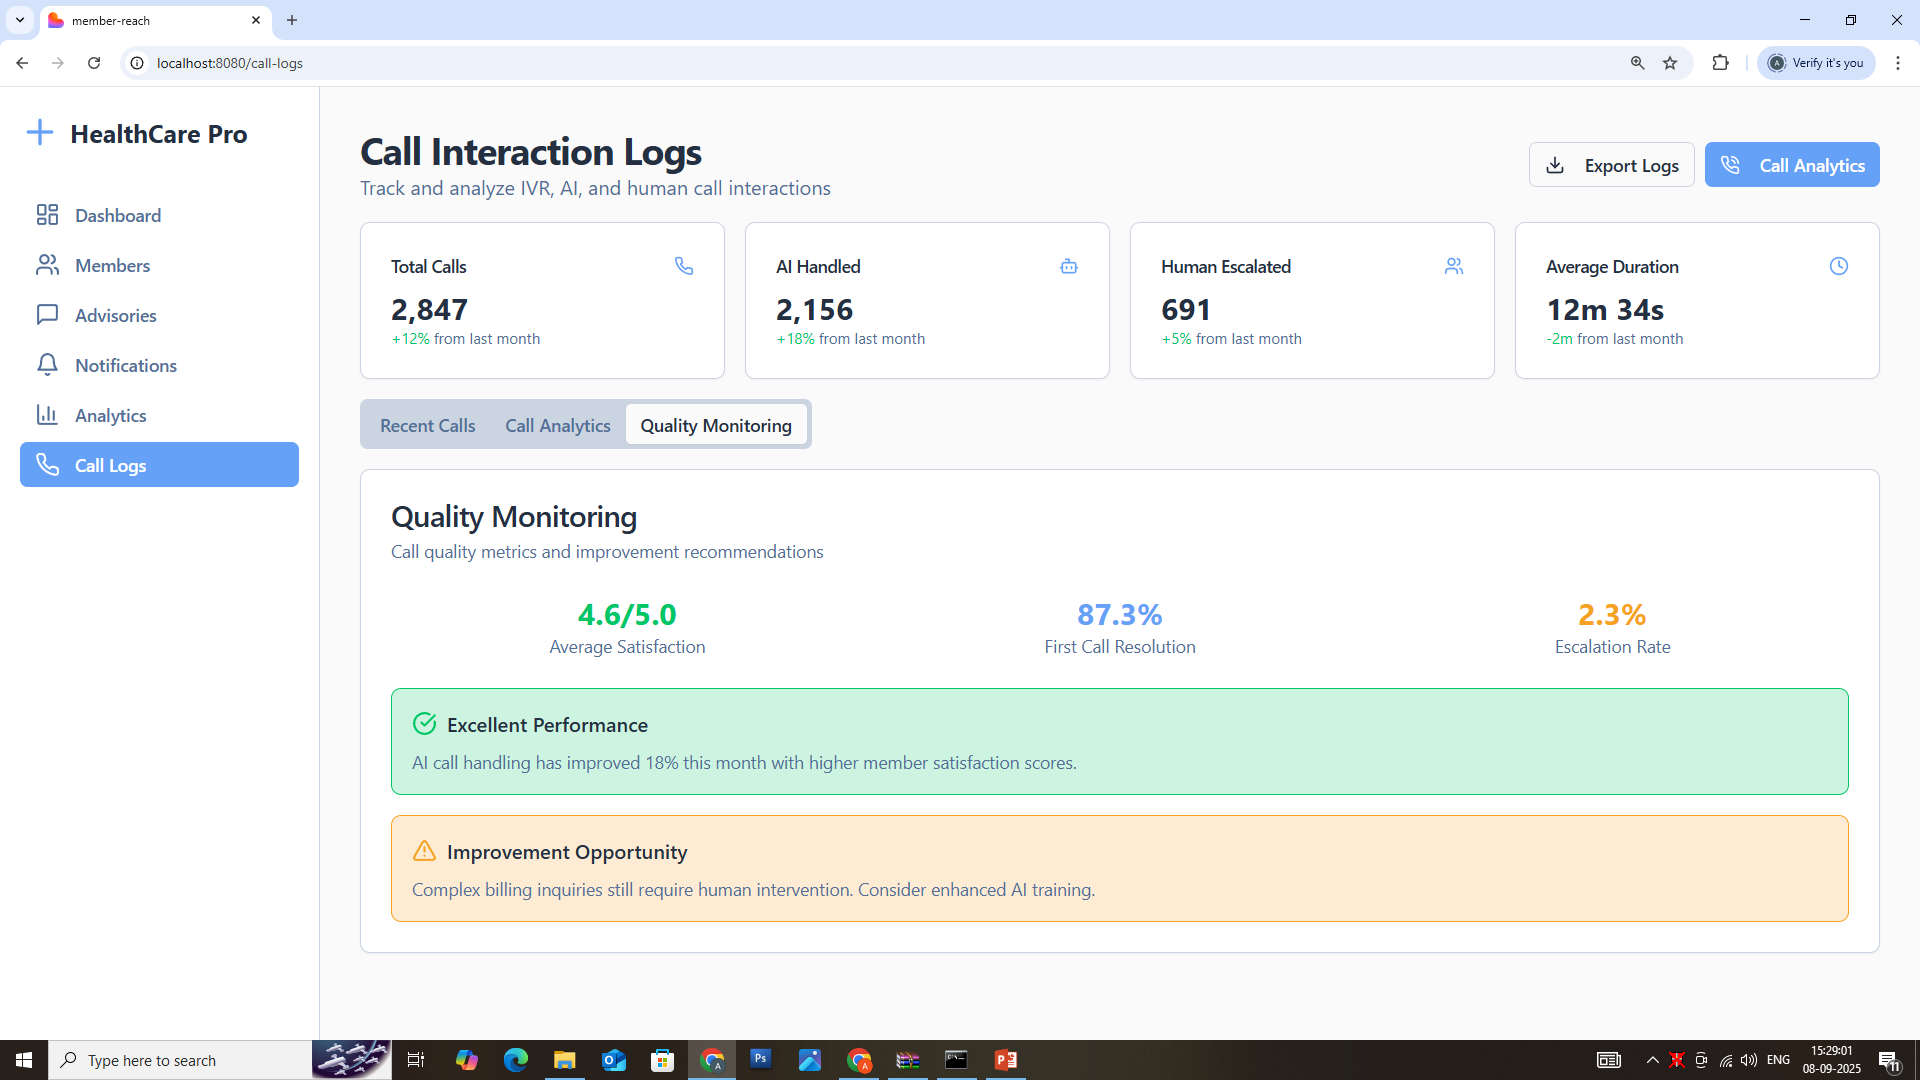 member-reach
localhost:8080/call-logs
A
Verify it's you
HealthCare Pro
Dashboard
Members
Advisories
Notifications
Analytics
Call Logs
Call Interaction Logs
Track and analyze IVR, AI, and human call interactions
Export Logs
Call Analytics
Total Calls
2,847
+12% from last month
AI Handled
2,156
+18% from last month
Human Escalated
691
+5% from last month
Average Duration
12m 34s
-2m from last month
Recent Calls
Call Analytics
Quality Monitoring
Quality Monitoring
Call quality metrics and improvement recommendations
4.6/5.0
Average Satisfaction
87.3%
First Call Resolution
2.3%
Escalation Rate
Excellent Performance
AI call handling has improved 18% this month with higher member satisfaction scores.
Improvement Opportunity
Complex billing inquiries still require human intervention. Consider enhanced AI training.
Type here to search
Ps
ENG
15:29:01
08-09-2025
11